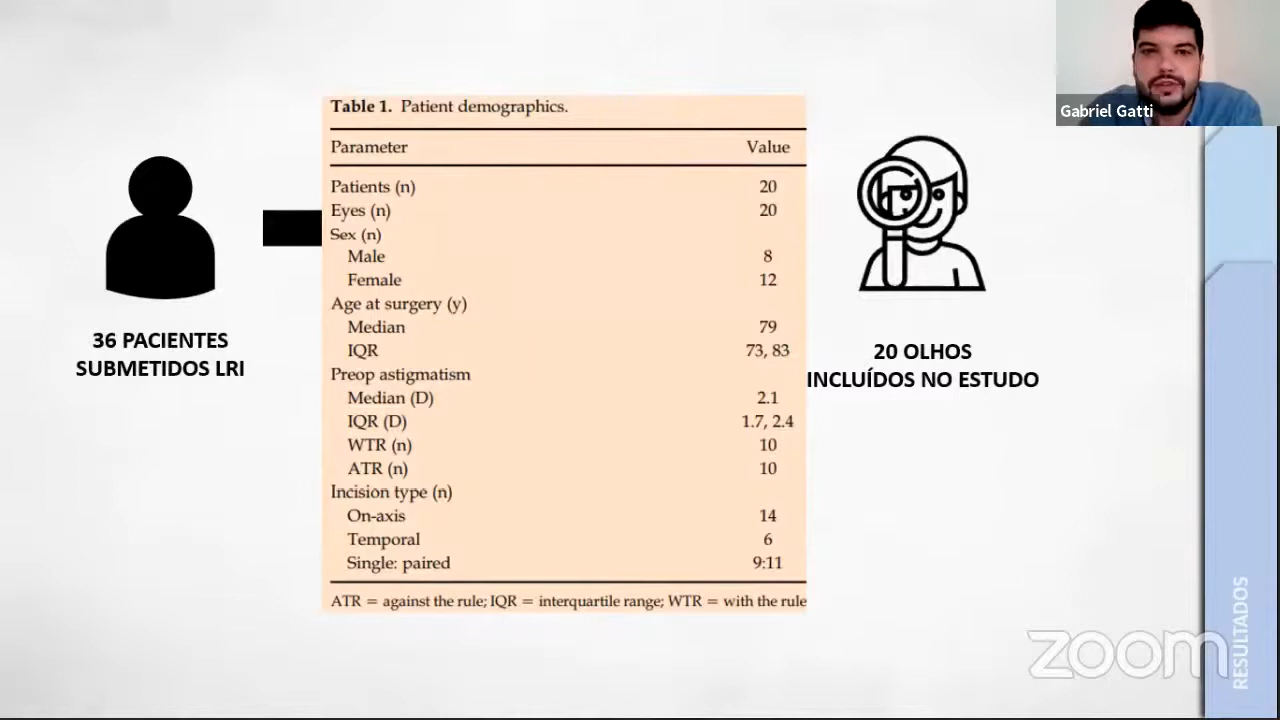 Gabriel Gatti
Table 1. Patient demographics.
Parameter Value
Patients (n) 20
Eyes (n) 20
Sex (n)
Male 8
Female 12
Age at surgery (y)
Median 79
IQR 73, 83
Preop astigmatism
Median (D) 2.1
IQR (D) 1.7, 2.4
WTR (n) 10
ATR (n) 10
Incision type (n)
On-axis 14
Temporal 6
Single: paired 9:11
ATR = against the rule; IQR = interquartile range; WTR = with the rule
36 PACIENTES
SUBMETIDOS LRI
20 OLHOS
INCLUÍDOS NO ESTUDO
RESULTADOS
zoom